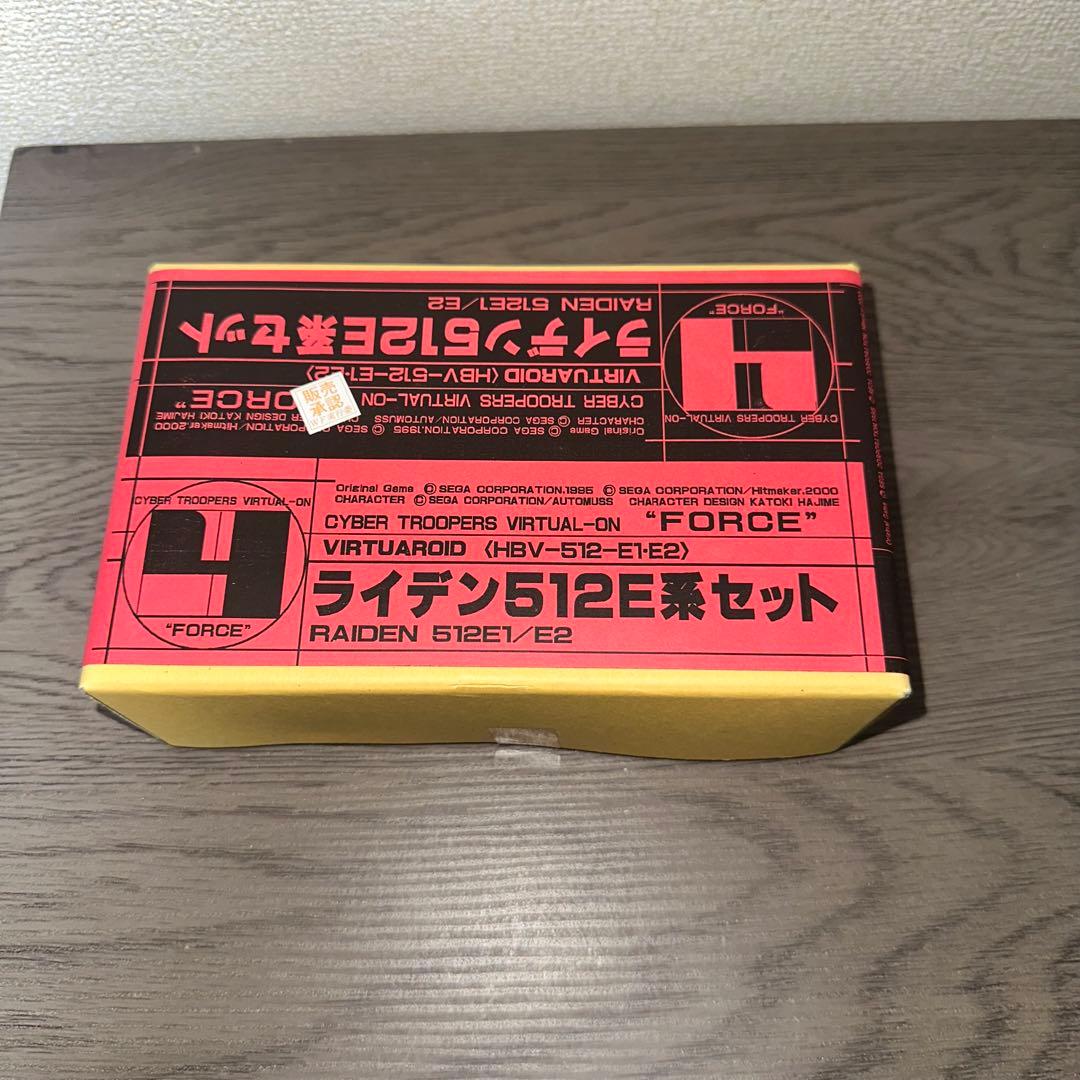 RAIDEN 512E1/E2
ライデン512E系セット
VIRTUAROID〈HBV-512-E1・E2〉
CYBER TROOPERS VIRTUAL-ON
ORCE”
Original Game © SEGA CORPORATION.1995
CHARACTER © SEGA CORPORATION/AUTOMUSS
/Hitmaker.2000
DESIGN KATOKI HAJIME
“FORCE”
CYBER TROOPERS VIRTUAL-ON
販売
承認
CYBER TROOPERS VIRTUAL-ON
“FORCE”
Original Game © SEGA CORPORATION.1995 © SEGA CORPORATION/Hitmaker.2000
CHARACTER © SEGA CORPORATION/AUTOMUSS CHARACTER DESIGN KATOKI HAJIME
CYBER TROOPERS VIRTUAL-ON “FORCE”
VIRTUAROID〈HBV-512-E1・E2〉
ライデン512E系セット
RAIDEN 512E1/E2